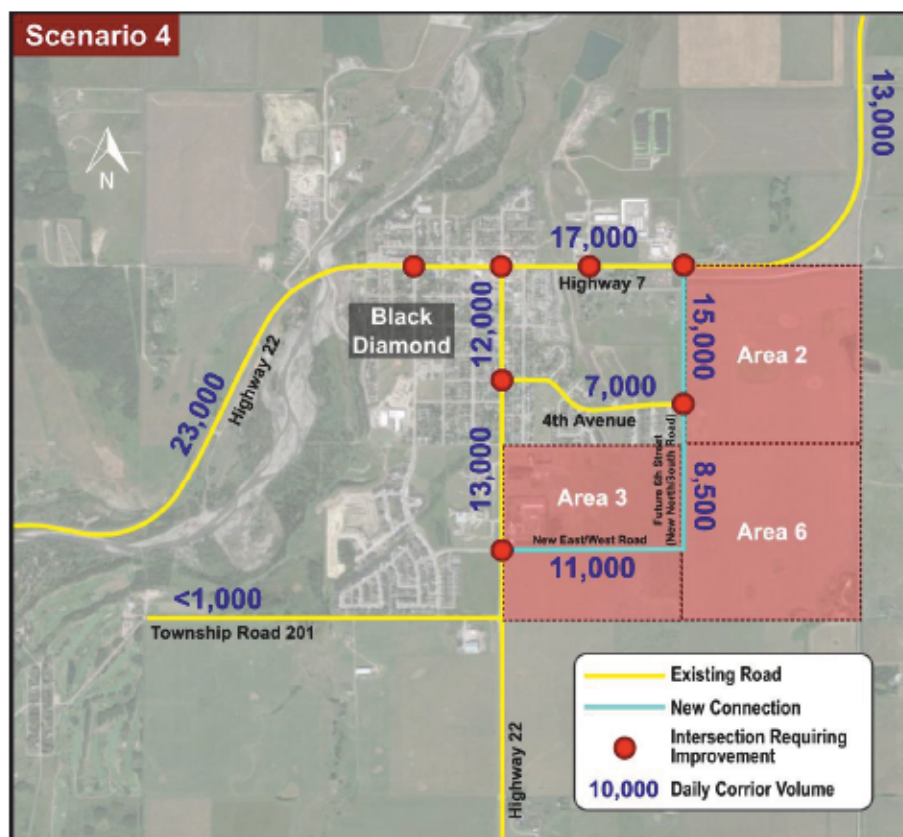 Scenario 4
13,000
N
17,000
Highway 7
Black
Diamond
12,000
15,000
Area 2
7,000
4th Avenue
23,000
Highway 22
13,000
Area 3
Future 5th Street
(New North/South Road)
8,500
Area 6
New East/West Road
11,000
<1,000
Township Road 201
Highway 22
Existing Road
New Connection
Intersection Requiring
Improvement
10,000 Daily Corrior Volume